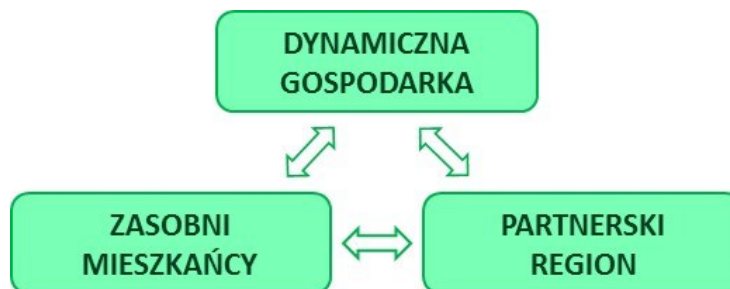 DYNAMICZNA
GOSPODARKA
ZASOBNI
MIESZKAŃCY
PARTNERSKI
REGION